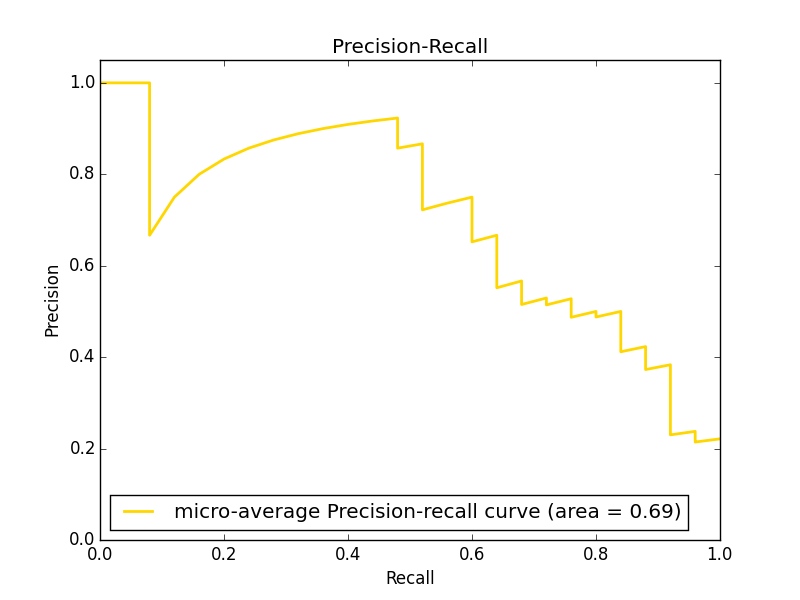 Precision-Recall
1.0
0.8
0.6
0.4
0.2
0.0
Precision
micro-average Precision-recall curve (area = 0.69)
0.0 0.2 0.4 0.6 0.8 1.0
Recall